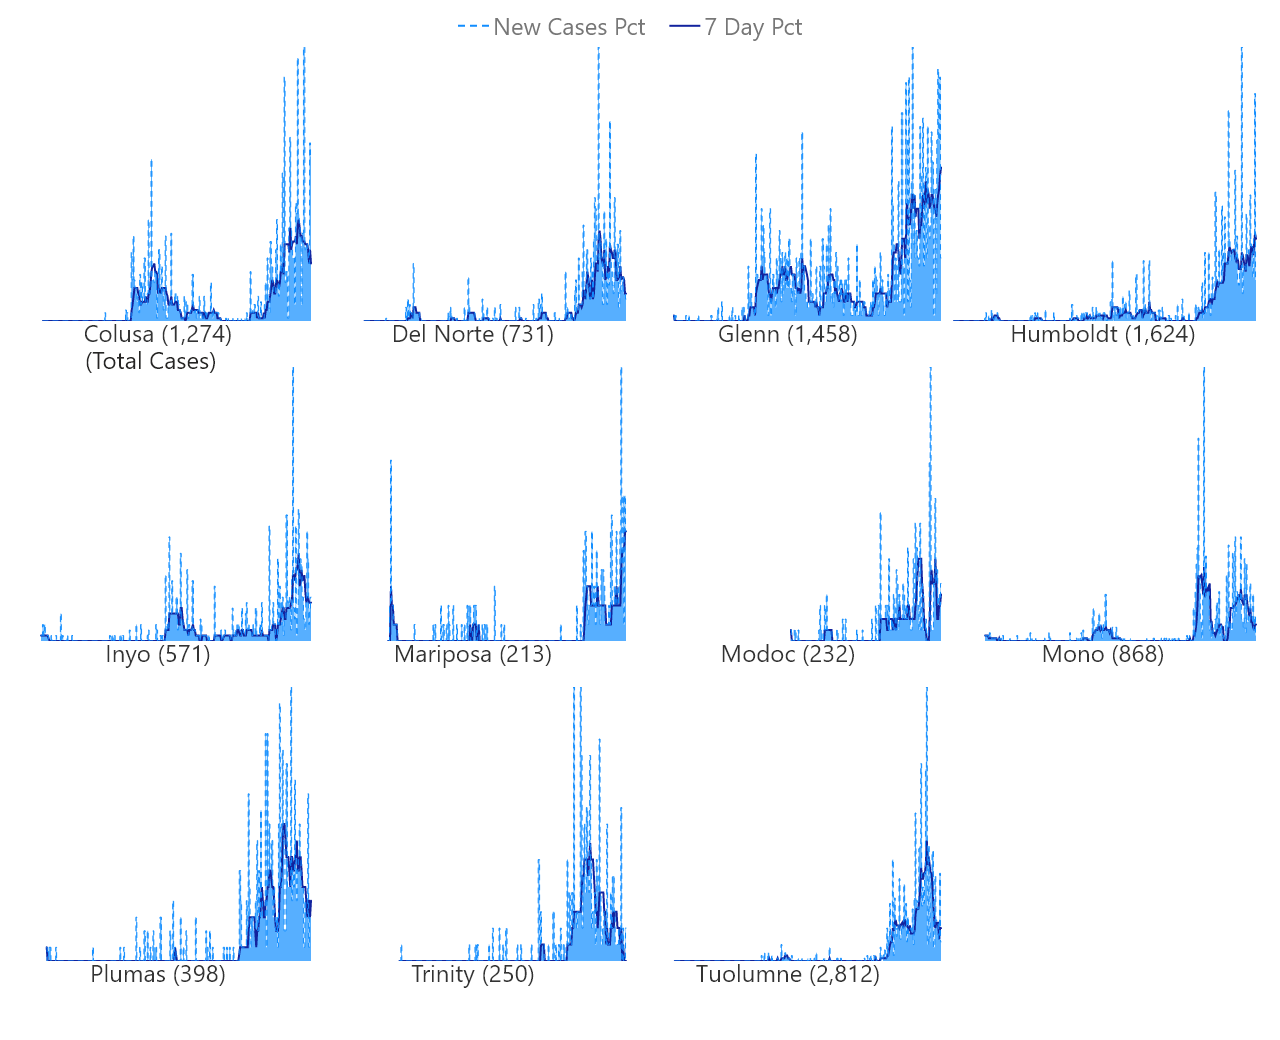 New Cases Pct 7 Day Pct
Colusa (1,274) Del Norte (731) Glenn (1,458) Humboldt (1,624)
(Total Cases)
Inyo (571) Mariposa (213) Modoc (232) Mono (868)
Plumas (398) Trinity (250) Tuolumne (2,812)